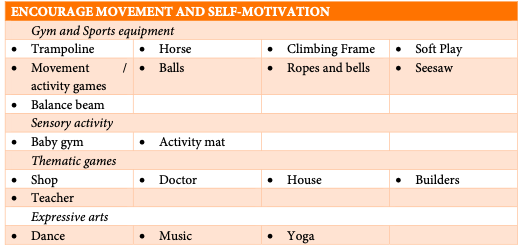 ENCOURAGE MOVEMENT AND SELF-MOTIVATION
Gym and Sports equipment
• Trampoline • Horse • Climbing Frame • Soft Play
• Movement / activity games • Balls • Ropes and bells • Seesaw
• Balance beam
Sensory activity
• Baby gym • Activity mat
Thematic games
• Shop • Doctor • House • Builders
• Teacher
Expressive arts
• Dance • Music • Yoga